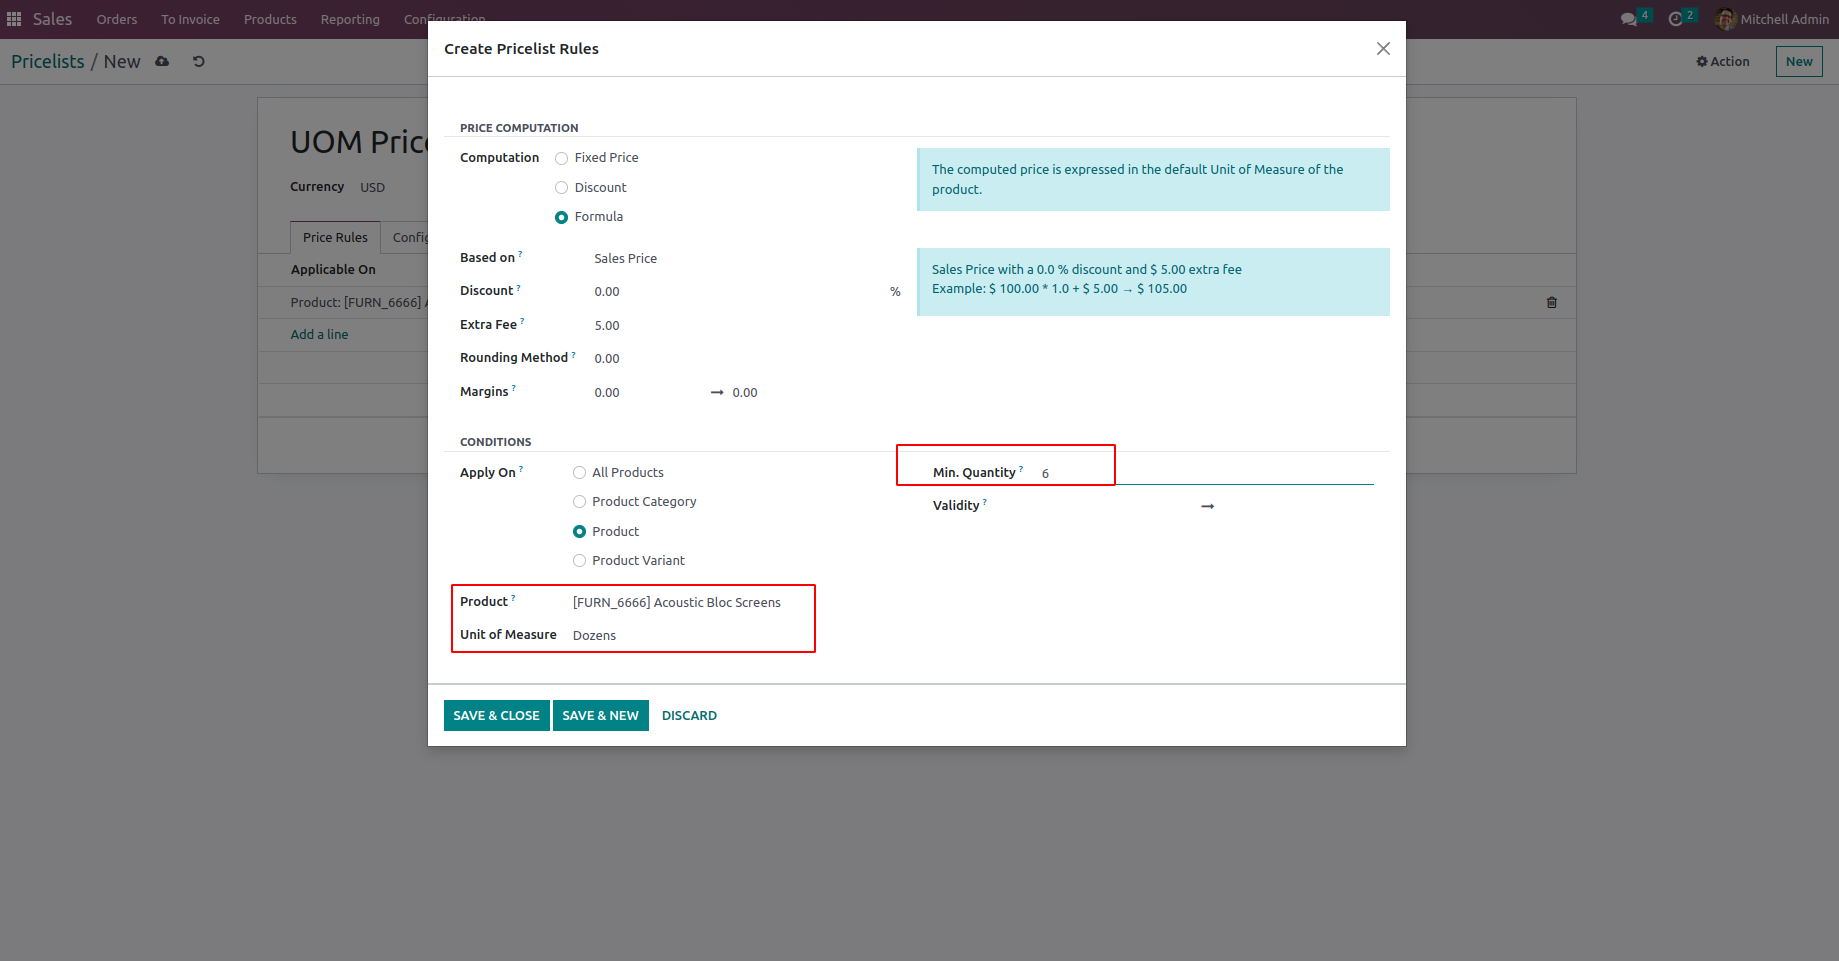 Sales Orders To Invoice Products Reporting Configuration 4 2 Mitchell Admin
Pricelists / New Action New
UOM Pric
Currency USD
Price Rules Config
Applicable On
Product: [FURN_6666] A
Add a line
Create Pricelist Rules
PRICE COMPUTATION
Computation Fixed Price
Discount
Formula
The computed price is expressed in the default Unit of Measure of the
product.
Based on ? Sales Price
Discount ? 0.00 %
Extra Fee ? 5.00
Rounding Method ? 0.00
Margins ? 0.00 → 0.00
Sales Price with a 0.0 % discount and $ 5.00 extra fee
Example: $ 100.00 * 1.0 + $ 5.00 → $ 105.00
CONDITIONS
Apply On ? All Products
Product Category
Product
Product Variant
Min. Quantity ? 6
Validity ? →
Product ? [FURN_6666] Acoustic Bloc Screens
Unit of Measure Dozens
SAVE & CLOSE SAVE & NEW DISCARD